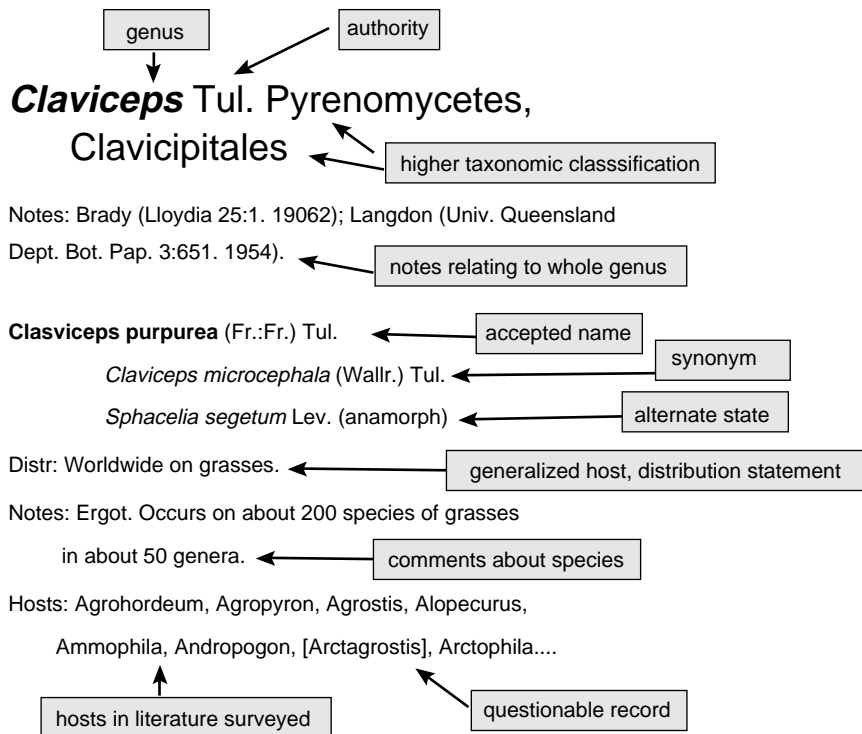 genus
authority
Claviceps Tul. Pyrenomycetes,
Clavicipitales
higher taxonomic classsification
Notes: Brady (Lloydia 25:1. 19062); Langdon (Univ. Queensland
Dept. Bot. Pap. 3:651. 1954).
notes relating to whole genus
Clasviceps purpurea (Fr.:Fr.) Tul.
accepted name
synonym
Claviceps microcephala (Wallr.) Tul.
Sphacelia segetum Lev. (anamorph)
alternate state
Distr: Worldwide on grasses.
generalized host, distribution statement
Notes: Ergot. Occurs on about 200 species of grasses
in about 50 genera.
comments about species
Hosts: Agrohordeum, Agropyron, Agrostis, Alopecurus,
Ammophila, Andropogon, [Arctagrostis], Arctophila....
hosts in literature surveyed
questionable record